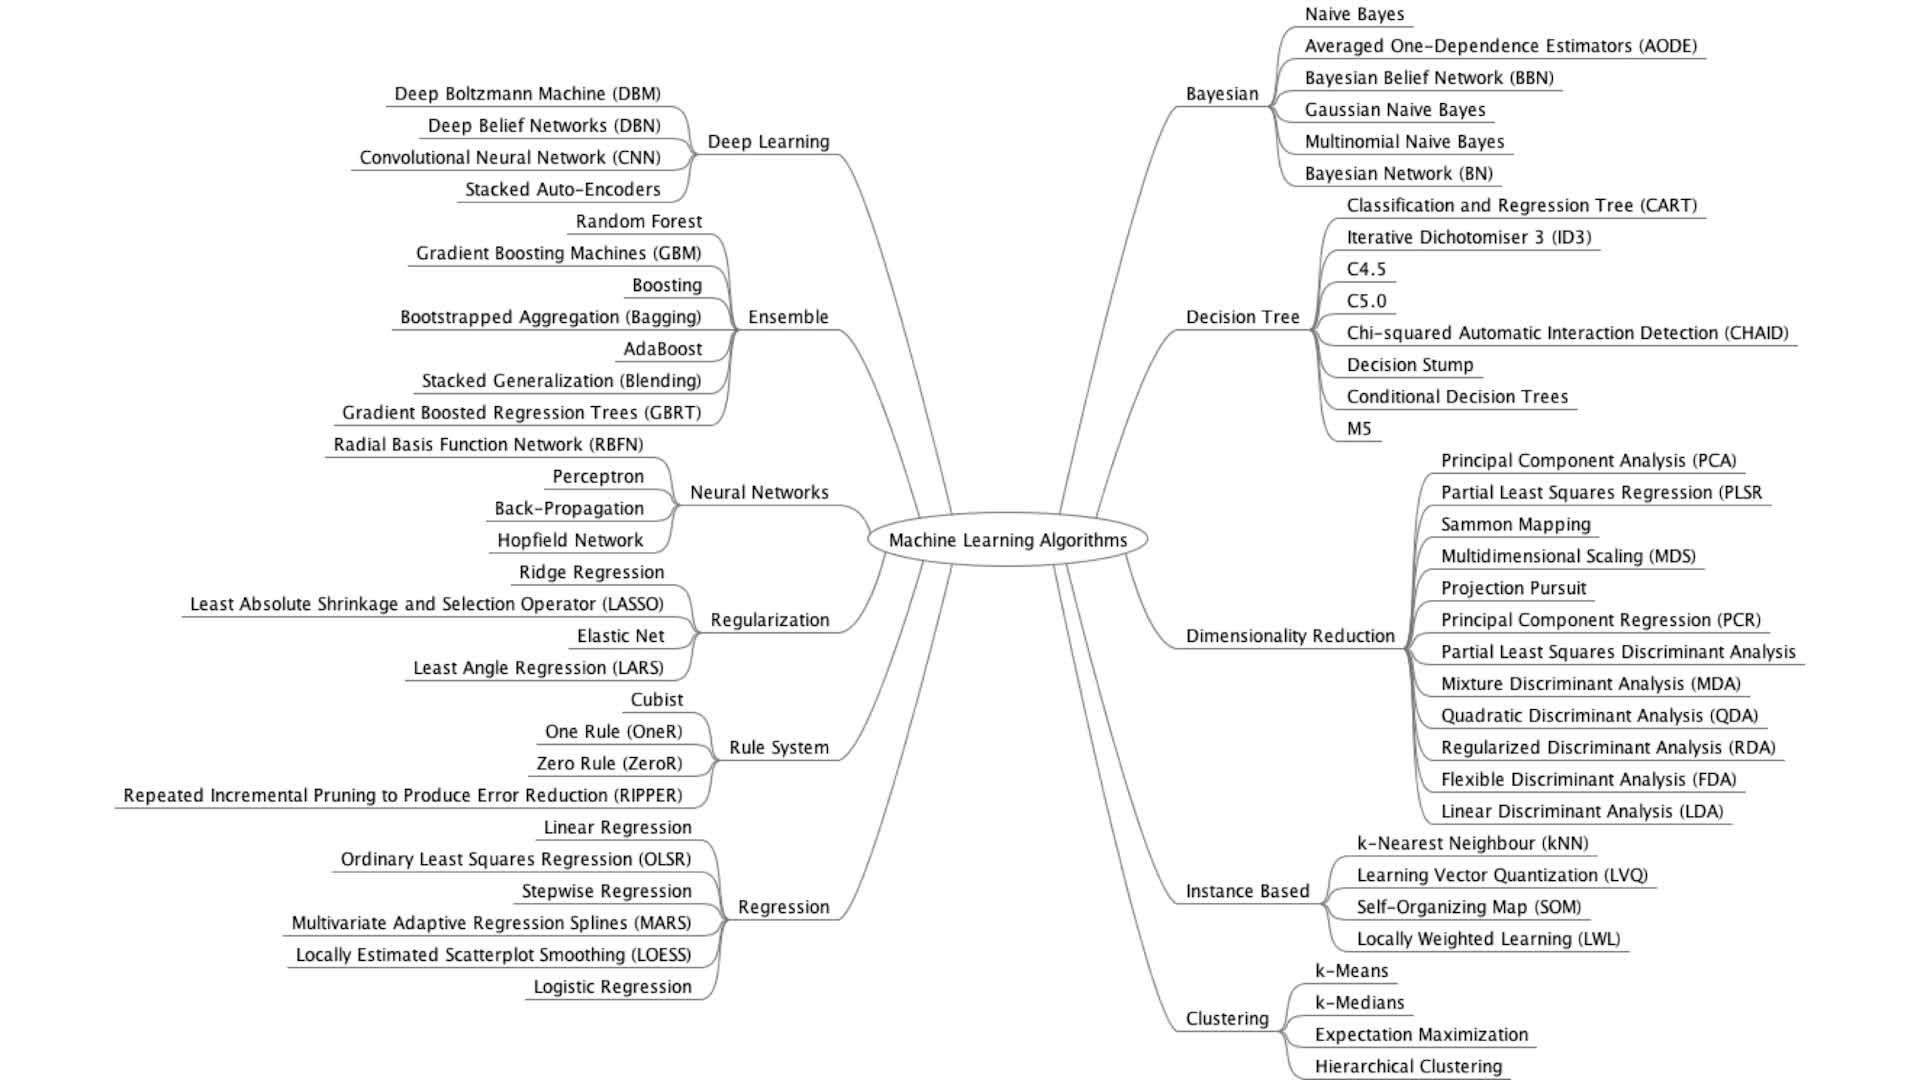 Machine Learning Algorithms
Deep Learning
Deep Boltzmann Machine (DBM)
Deep Belief Networks (DBN)
Convolutional Neural Network (CNN)
Stacked Auto-Encoders
Ensemble
Random Forest
Gradient Boosting Machines (GBM)
Boosting
Bootstrapped Aggregation (Bagging)
AdaBoost
Stacked Generalization (Blending)
Gradient Boosted Regression Trees (GBRT)
Neural Networks
Radial Basis Function Network (RBFN)
Perceptron
Back-Propagation
Hopfield Network
Regularization
Ridge Regression
Least Absolute Shrinkage and Selection Operator (LASSO)
Elastic Net
Least Angle Regression (LARS)
Rule System
Cubist
One Rule (OneR)
Zero Rule (ZeroR)
Repeated Incremental Pruning to Produce Error Reduction (RIPPER)
Regression
Linear Regression
Ordinary Least Squares Regression (OLSR)
Stepwise Regression
Multivariate Adaptive Regression Splines (MARS)
Locally Estimated Scatterplot Smoothing (LOESS)
Logistic Regression
Bayesian
Naive Bayes
Averaged One-Dependence Estimators (AODE)
Bayesian Belief Network (BBN)
Gaussian Naive Bayes
Multinomial Naive Bayes
Bayesian Network (BN)
Decision Tree
Classification and Regression Tree (CART)
Iterative Dichotomiser 3 (ID3)
C4.5
C5.0
Chi-squared Automatic Interaction Detection (CHAID)
Decision Stump
Conditional Decision Trees
M5
Dimensionality Reduction
Principal Component Analysis (PCA)
Partial Least Squares Regression (PLSR
Sammon Mapping
Multidimensional Scaling (MDS)
Projection Pursuit
Principal Component Regression (PCR)
Partial Least Squares Discriminant Analysis
Mixture Discriminant Analysis (MDA)
Quadratic Discriminant Analysis (QDA)
Regularized Discriminant Analysis (RDA)
Flexible Discriminant Analysis (FDA)
Linear Discriminant Analysis (LDA)
Instance Based
k-Nearest Neighbour (kNN)
Learning Vector Quantization (LVQ)
Self-Organizing Map (SOM)
Locally Weighted Learning (LWL)
Clustering
k-Means
k-Medians
Expectation Maximization
Hierarchical Clustering